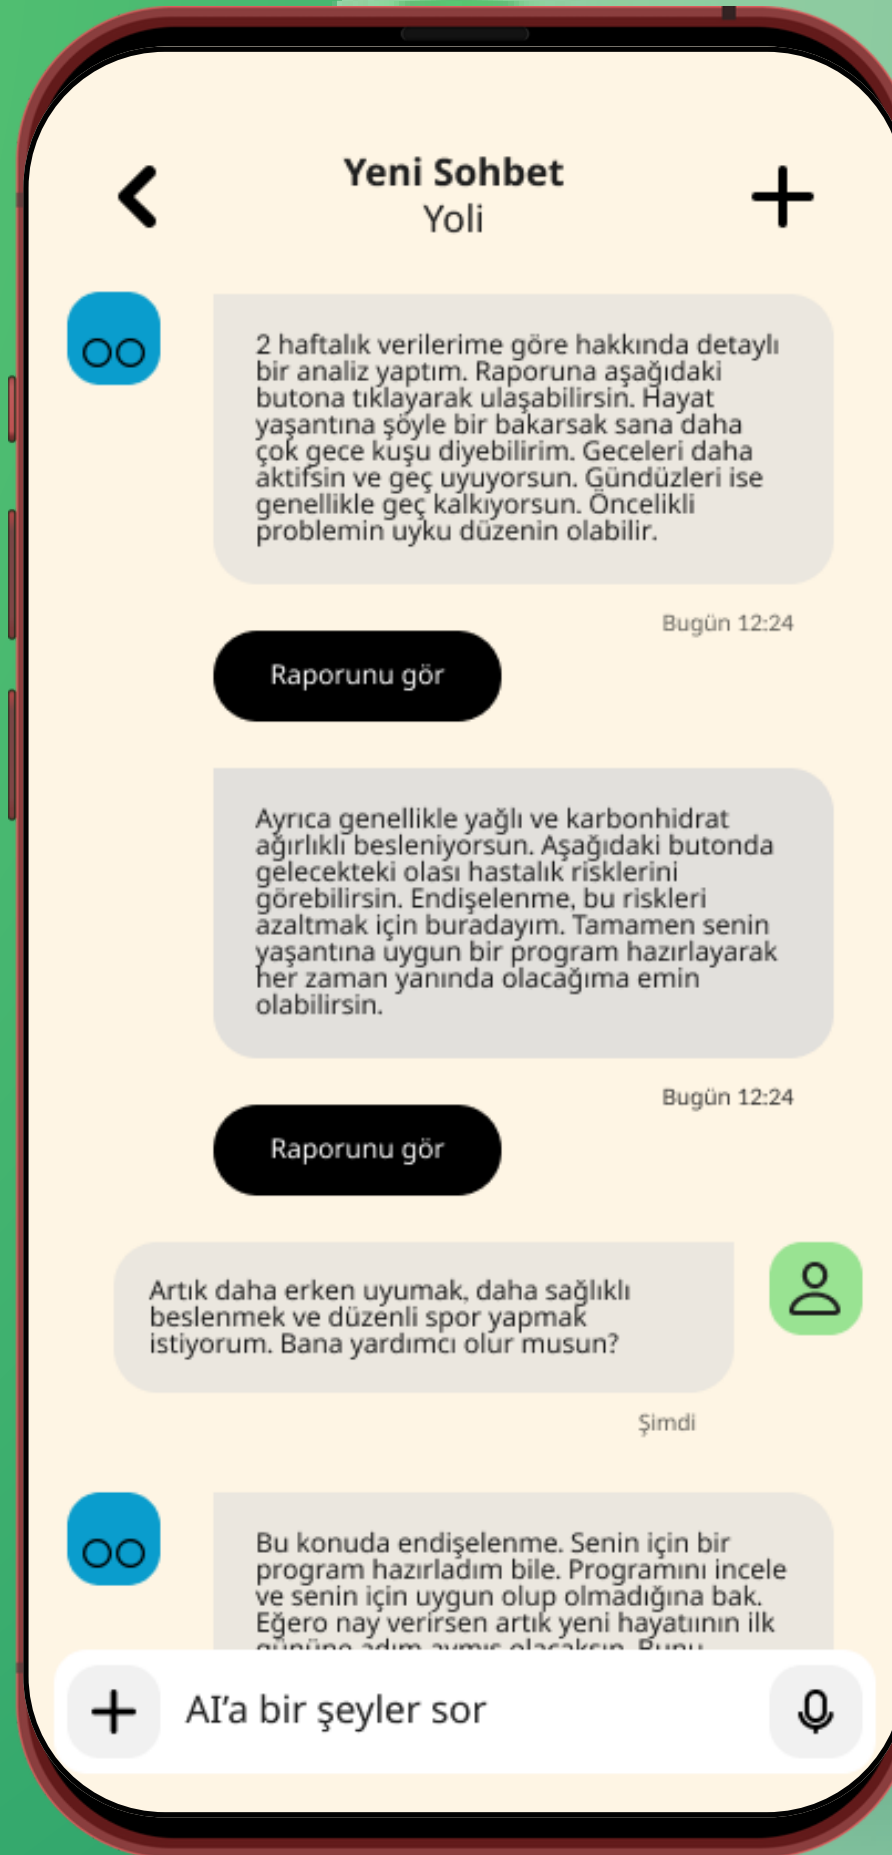 Yeni Sohbet
Yoli
2 haftalık verilerime göre hakkında detaylı
bir analiz yaptım. Raporuna aşağıdaki
butona tıklayarak ulaşabilirsin. Hayat
yaşantına şöyle bir bakarsak sana daha
çok gece kuşu diyebilirim. Geceleri daha
aktifsin ve geç uyuyorsun. Gündüzleri ise
genellikle geç kalkıyorsun. Öncelikli
problemin uyku düzenin olabilir.
Bugün 12:24
Raporunu gör
Ayrıca genellikle yağlı ve karbonhidrat
ağırlıklı besleniyorsun. Aşağıdaki butonda
gelecekteki olası hastalık risklerini
görebilirsin. Endişelenme, bu riskleri
azaltmak için buradayım. Tamamen senin
yaşantına uygun bir program hazırlayarak
her zaman yanında olacağıma emin
olabilirsin.
Bugün 12:24
Raporunu gör
Artık daha erken uyumak, daha sağlıklı
beslenmek ve düzenli spor yapmak
istiyorum. Bana yardımcı olur musun?
Şimdi
Bu konuda endişelenme. Senin için bir
program hazırladım bile. Programını incele
ve senin için uygun olup olmadığına bak.
Eğero nay verirsen artık yeni hayatıının ilk
gününe adım aymış olacaksın. Bunu
AI’a bir şeyler sor